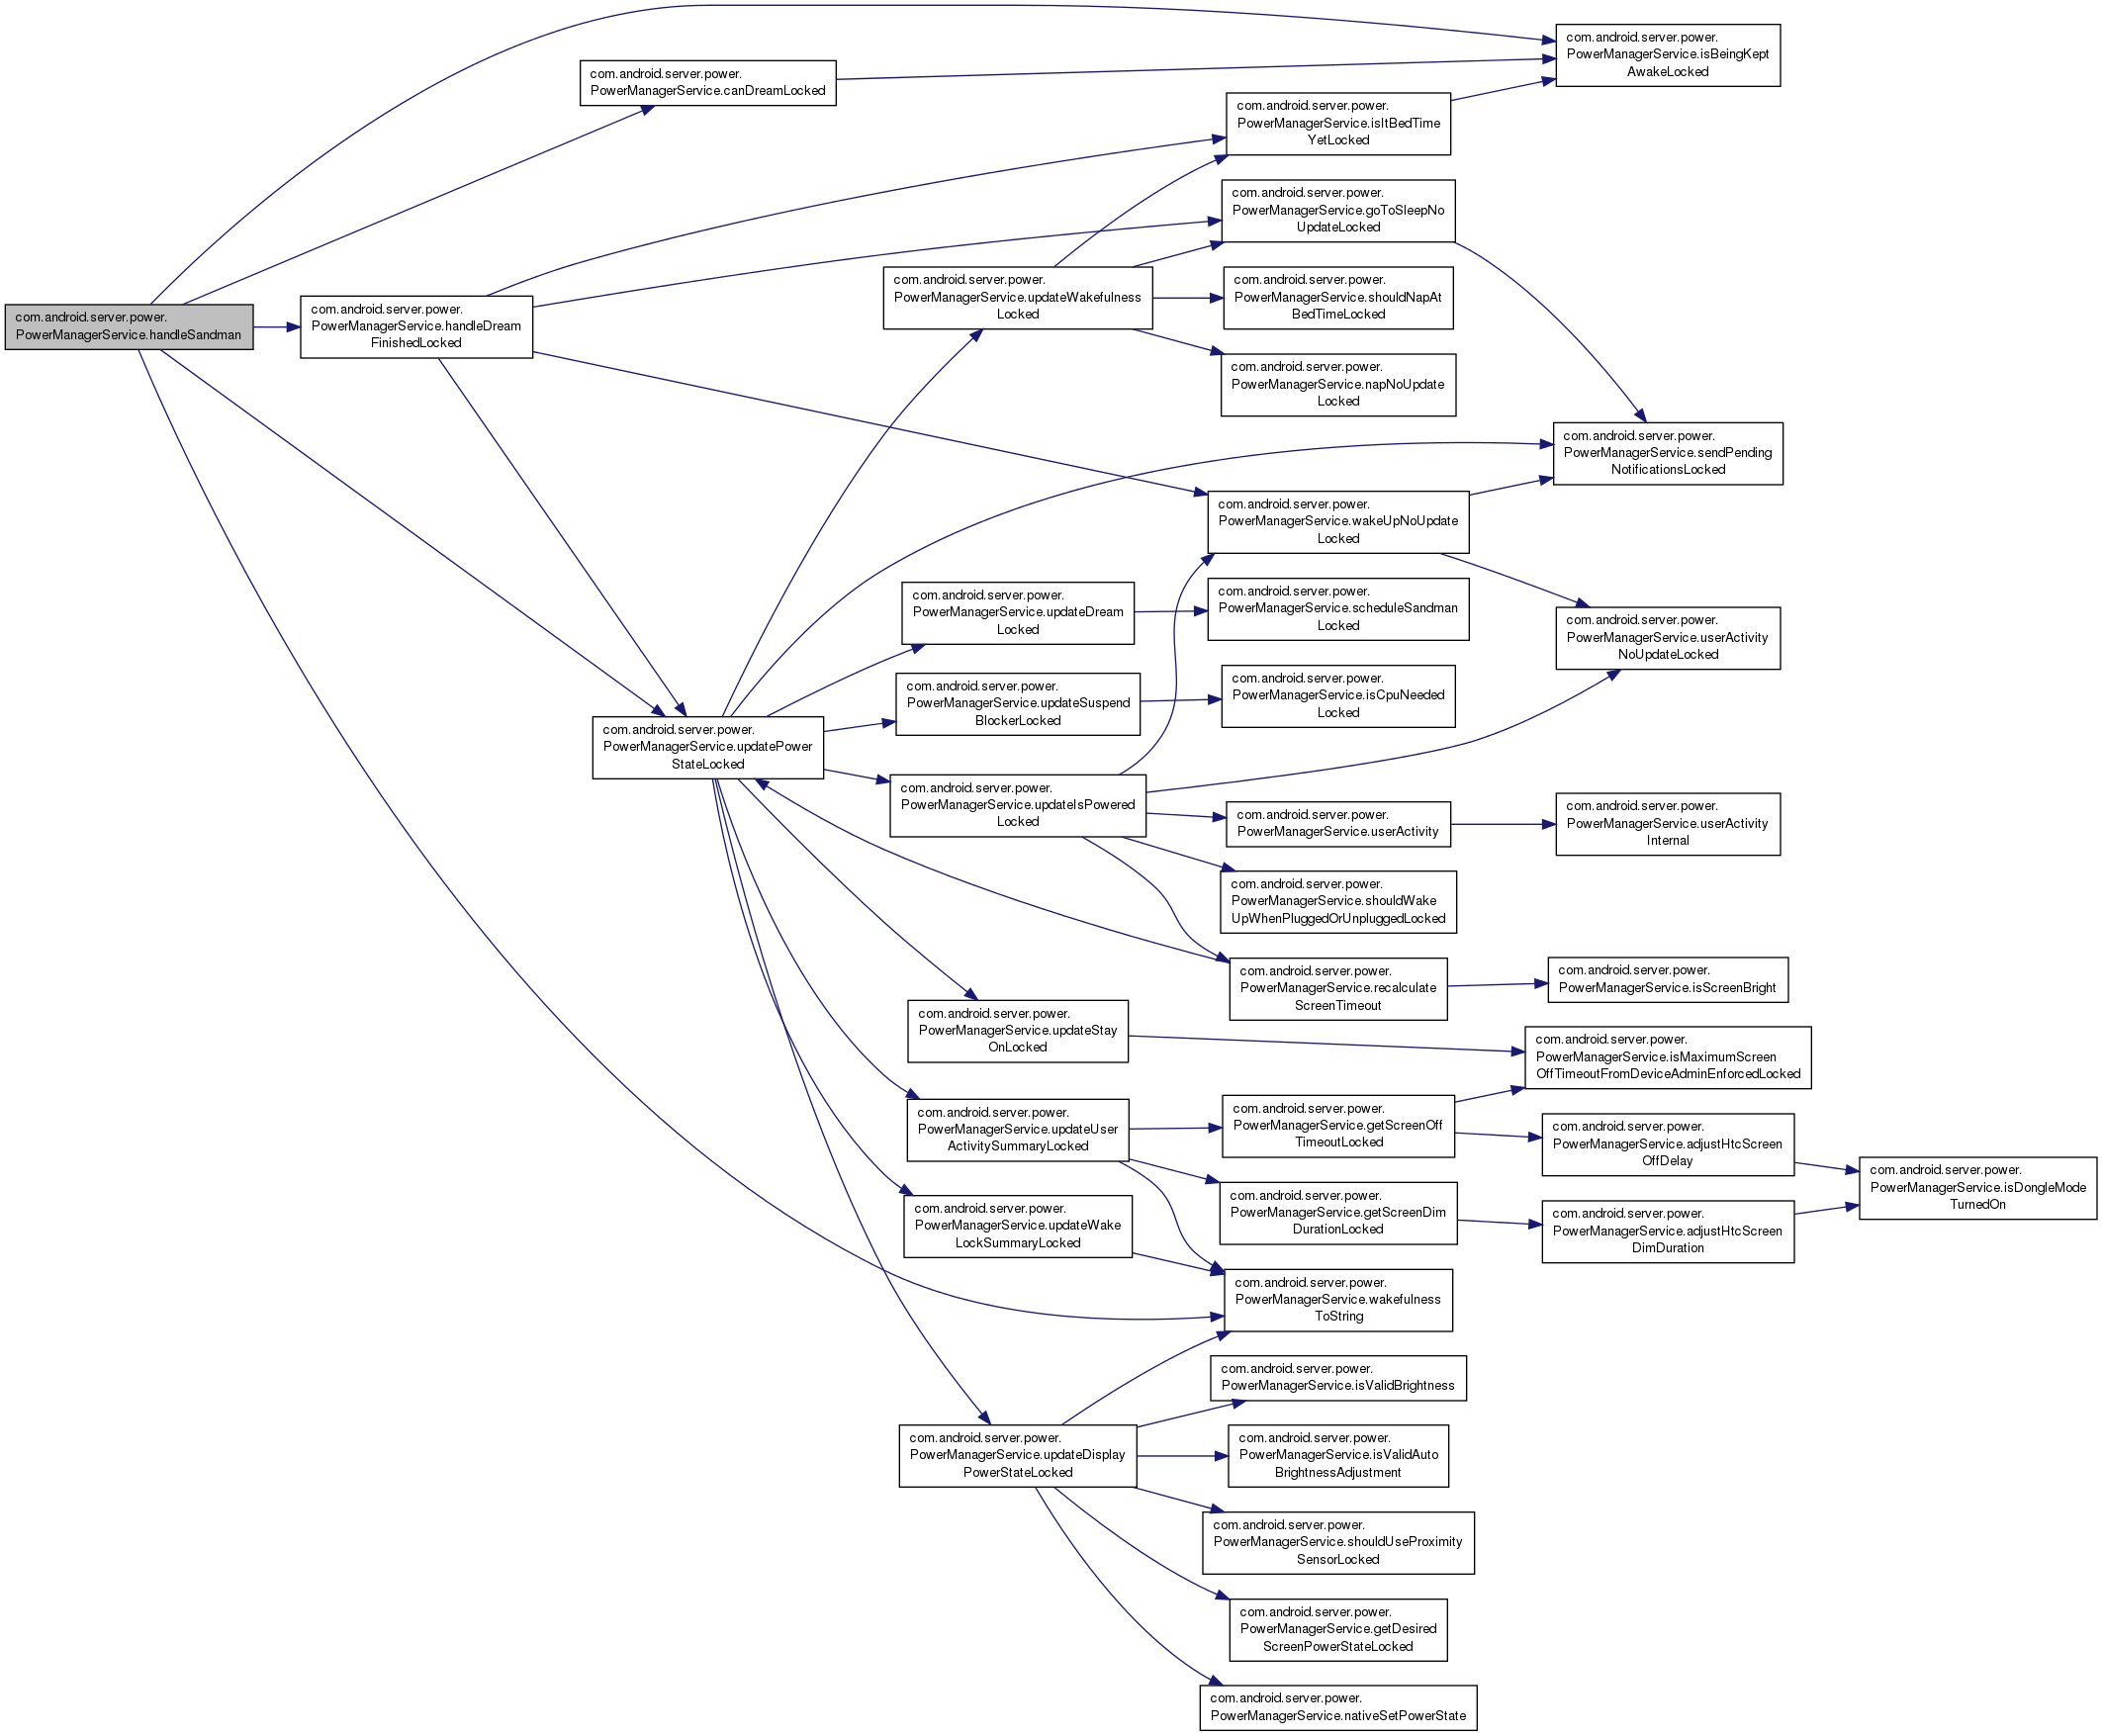 com.android.server.power.
PowerManagerService.handleSandman
com.android.server.power.
PowerManagerService.canDreamLocked
com.android.server.power.
PowerManagerService.handleDream
FinishedLocked
com.android.server.power.
PowerManagerService.updatePower
StateLocked
com.android.server.power.
PowerManagerService.updateWakefulness
Locked
com.android.server.power.
PowerManagerService.updateDream
Locked
com.android.server.power.
PowerManagerService.updateSuspend
BlockerLocked
com.android.server.power.
PowerManagerService.updateIsPowered
Locked
com.android.server.power.
PowerManagerService.updateStay
OnLocked
com.android.server.power.
PowerManagerService.updateUser
ActivitySummaryLocked
com.android.server.power.
PowerManagerService.updateWake
LockSummaryLocked
com.android.server.power.
PowerManagerService.updateDisplay
PowerStateLocked
com.android.server.power.
PowerManagerService.isItBedTime
YetLocked
com.android.server.power.
PowerManagerService.goToSleepNo
UpdateLocked
com.android.server.power.
PowerManagerService.shouldNapAt
BedTimeLocked
com.android.server.power.
PowerManagerService.napNoUpdate
Locked
com.android.server.power.
PowerManagerService.wakeUpNoUpdate
Locked
com.android.server.power.
PowerManagerService.scheduleSandman
Locked
com.android.server.power.
PowerManagerService.isCpuNeeded
Locked
com.android.server.power.
PowerManagerService.userActivity
com.android.server.power.
PowerManagerService.shouldWake
UpWhenPluggedOrUnpluggedLocked
com.android.server.power.
PowerManagerService.recalculate
ScreenTimeout
com.android.server.power.
PowerManagerService.getScreenOff
TimeoutLocked
com.android.server.power.
PowerManagerService.getScreenDim
DurationLocked
com.android.server.power.
PowerManagerService.wakefulness
ToString
com.android.server.power.
PowerManagerService.isValidBrightness
com.android.server.power.
PowerManagerService.isValidAuto
BrightnessAdjustment
com.android.server.power.
PowerManagerService.shouldUseProximity
SensorLocked
com.android.server.power.
PowerManagerService.getDesired
ScreenPowerStateLocked
com.android.server.power.
PowerManagerService.nativeSetPowerState
com.android.server.power.
PowerManagerService.isBeingKept
AwakeLocked
com.android.server.power.
PowerManagerService.sendPending
NotificationsLocked
com.android.server.power.
PowerManagerService.userActivity
NoUpdateLocked
com.android.server.power.
PowerManagerService.userActivity
Internal
com.android.server.power.
PowerManagerService.isScreenBright
com.android.server.power.
PowerManagerService.isMaximumScreen
OffTimeoutFromDeviceAdminEnforcedLocked
com.android.server.power.
PowerManagerService.adjustHtcScreen
OffDelay
com.android.server.power.
PowerManagerService.adjustHtcScreen
DimDuration
com.android.server.power.
PowerManagerService.isDongleMode
TurnedOn